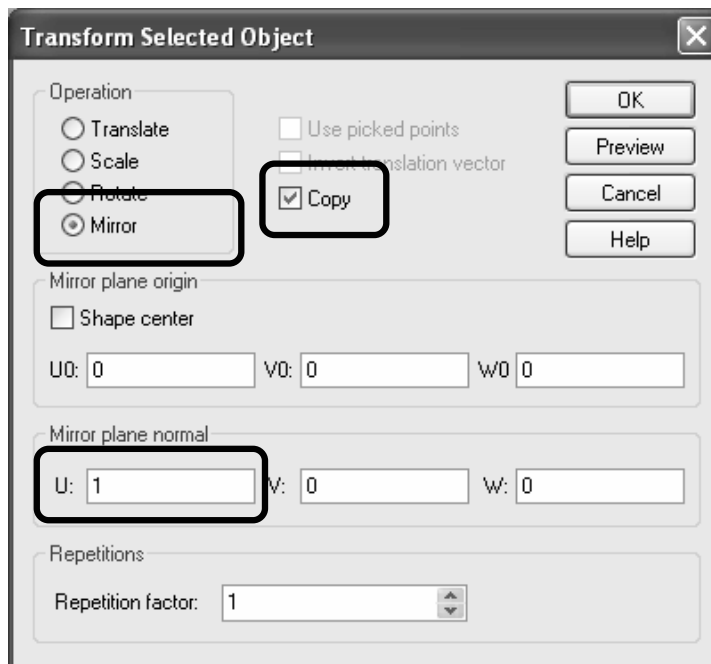 Transform Selected Object
Operation
Translate
Scale
Rotate
Mirror
Use picked points
Invert translation vector
Copy
OK
Preview
Cancel
Help
Mirror plane origin
Shape center
U0: 0 V0: 0 W0 0
Mirror plane normal
U: 1 V: 0 W: 0
Repetitions
Repetition factor: 1